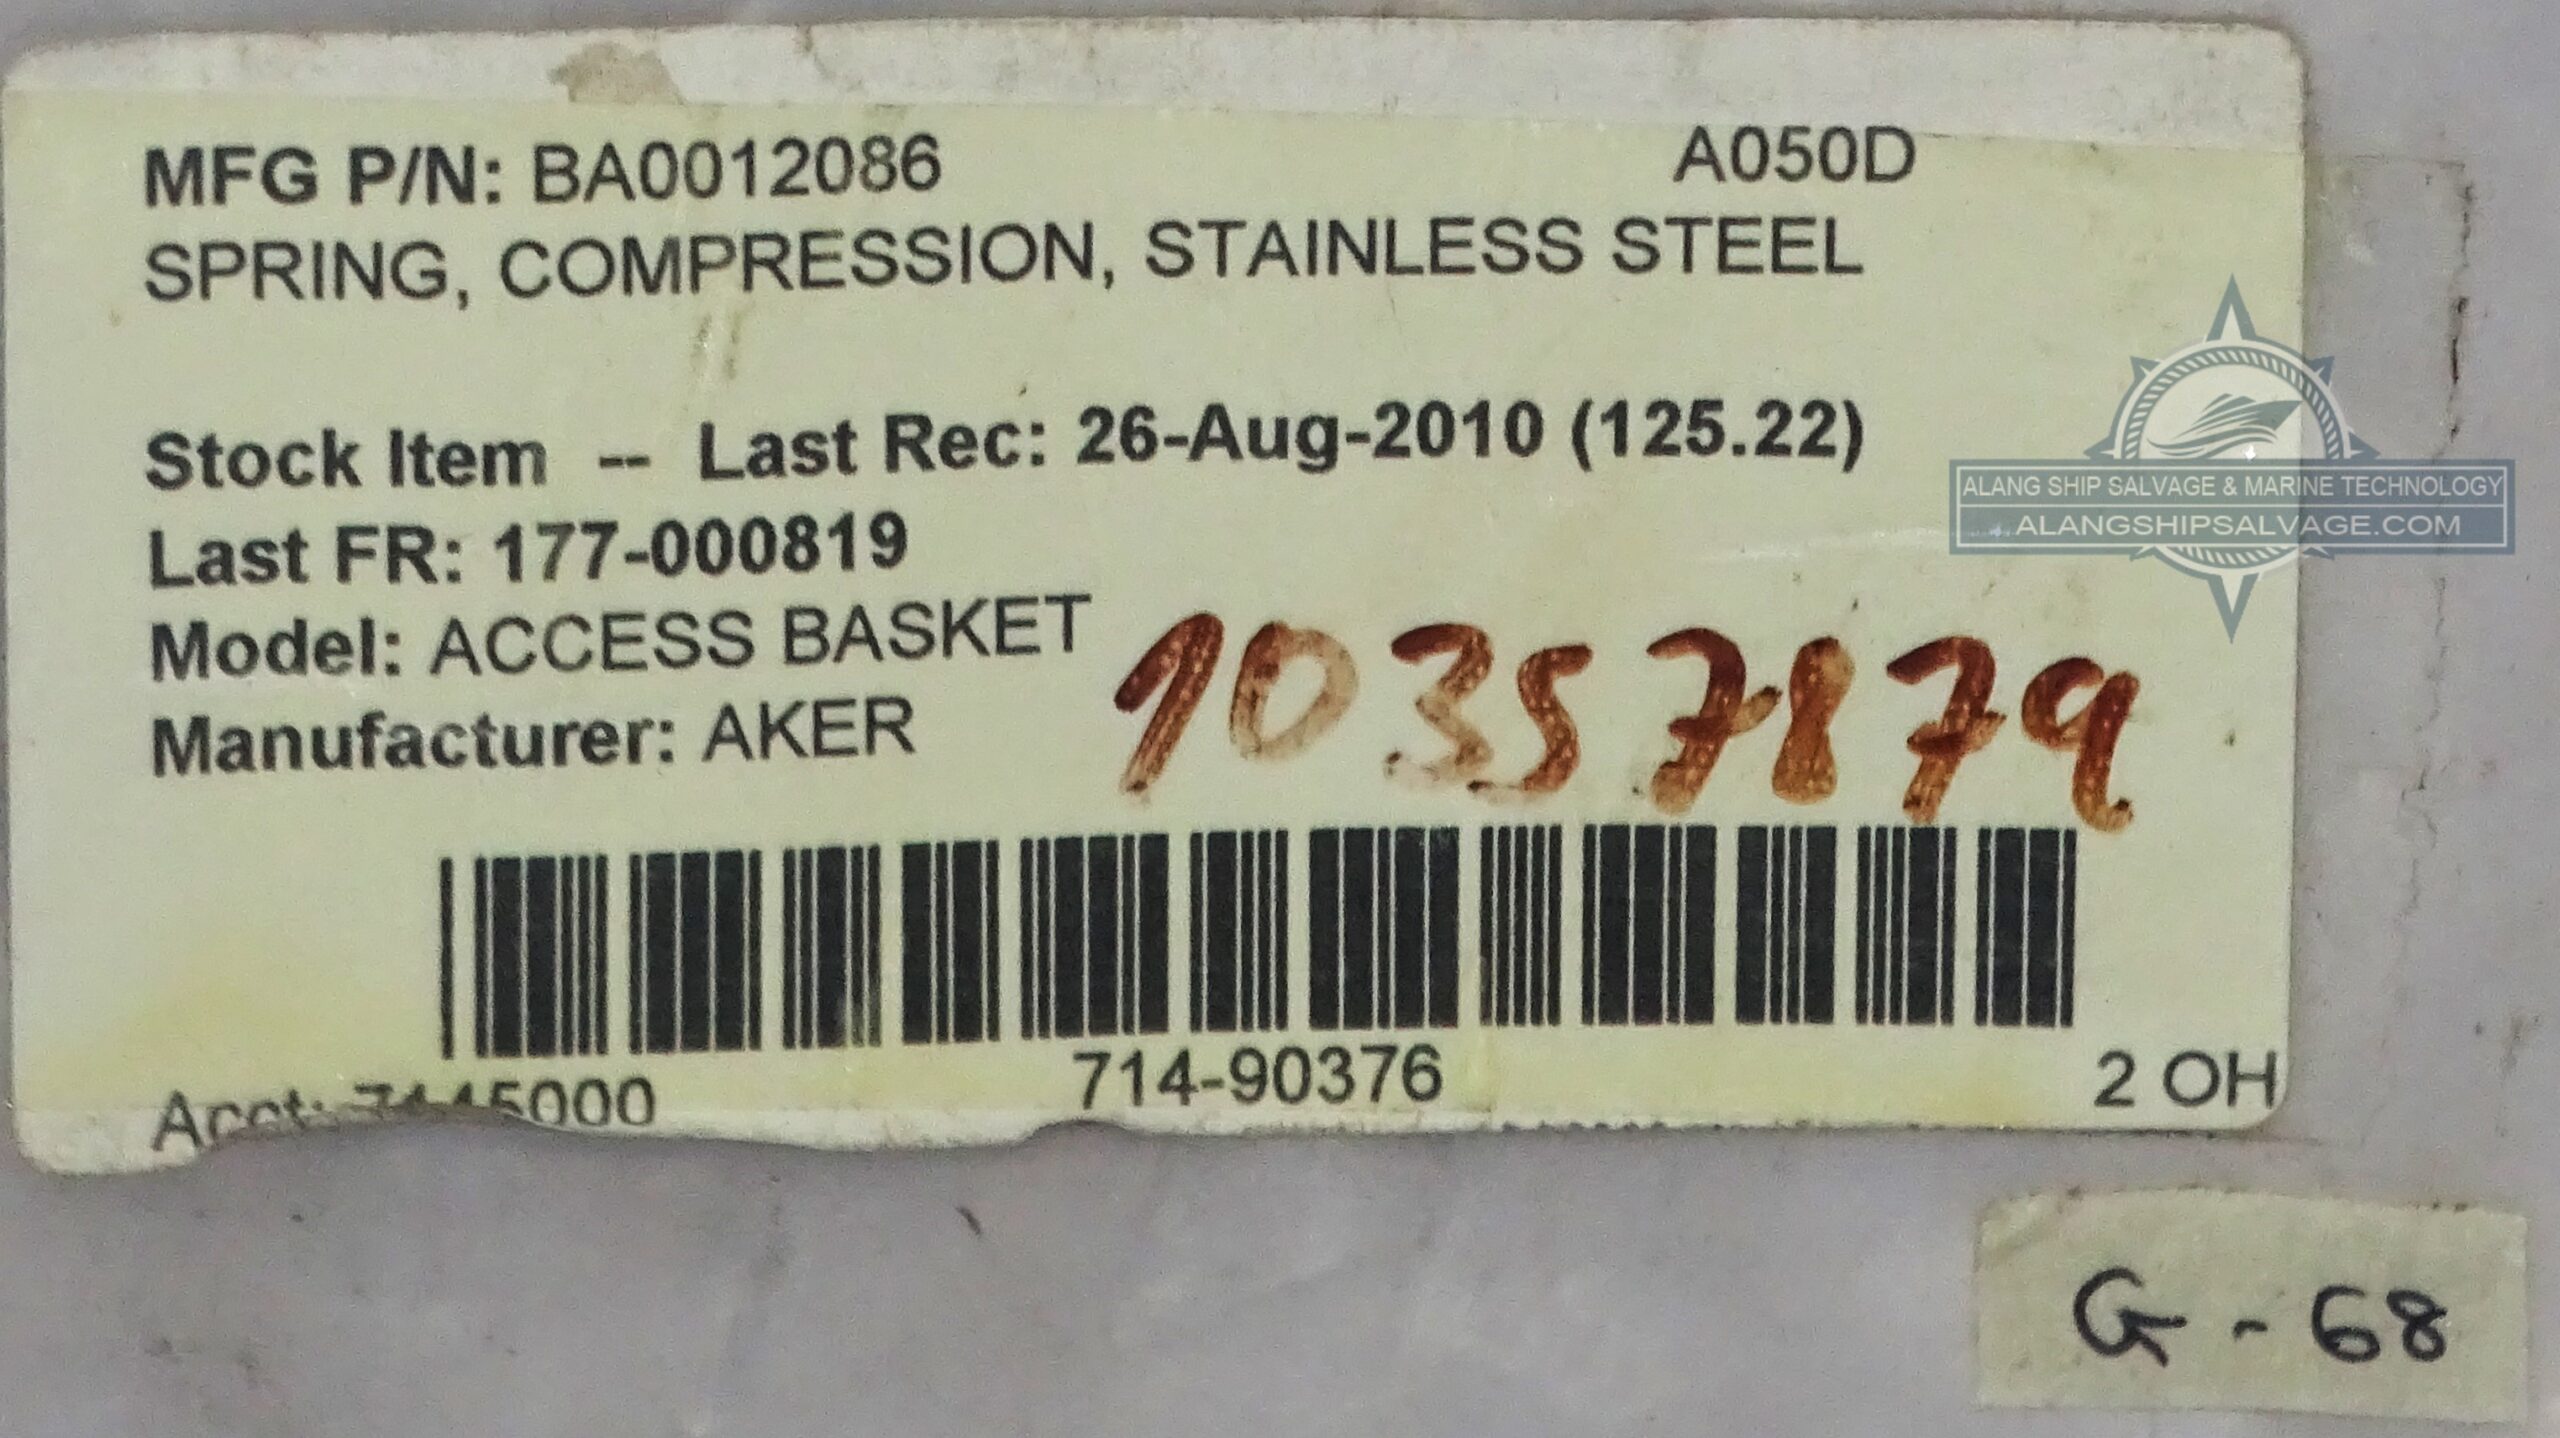 MFG P/N: BA0012086 A050D
SPRING, COMPRESSION, STAINLESS STEEL
Stock Item -- Last Rec: 26-Aug-2010 (125.22)
Last FR: 177-000819
Model: ACCESS BASKET
10357879
Manufacturer: AKER
714-90376
Acct: 7145000
2 OH
ALANG SHIP SALVAGE & MARINE TECHNOLOGY
ALANGSHIPSALVAGE.COM
G-68